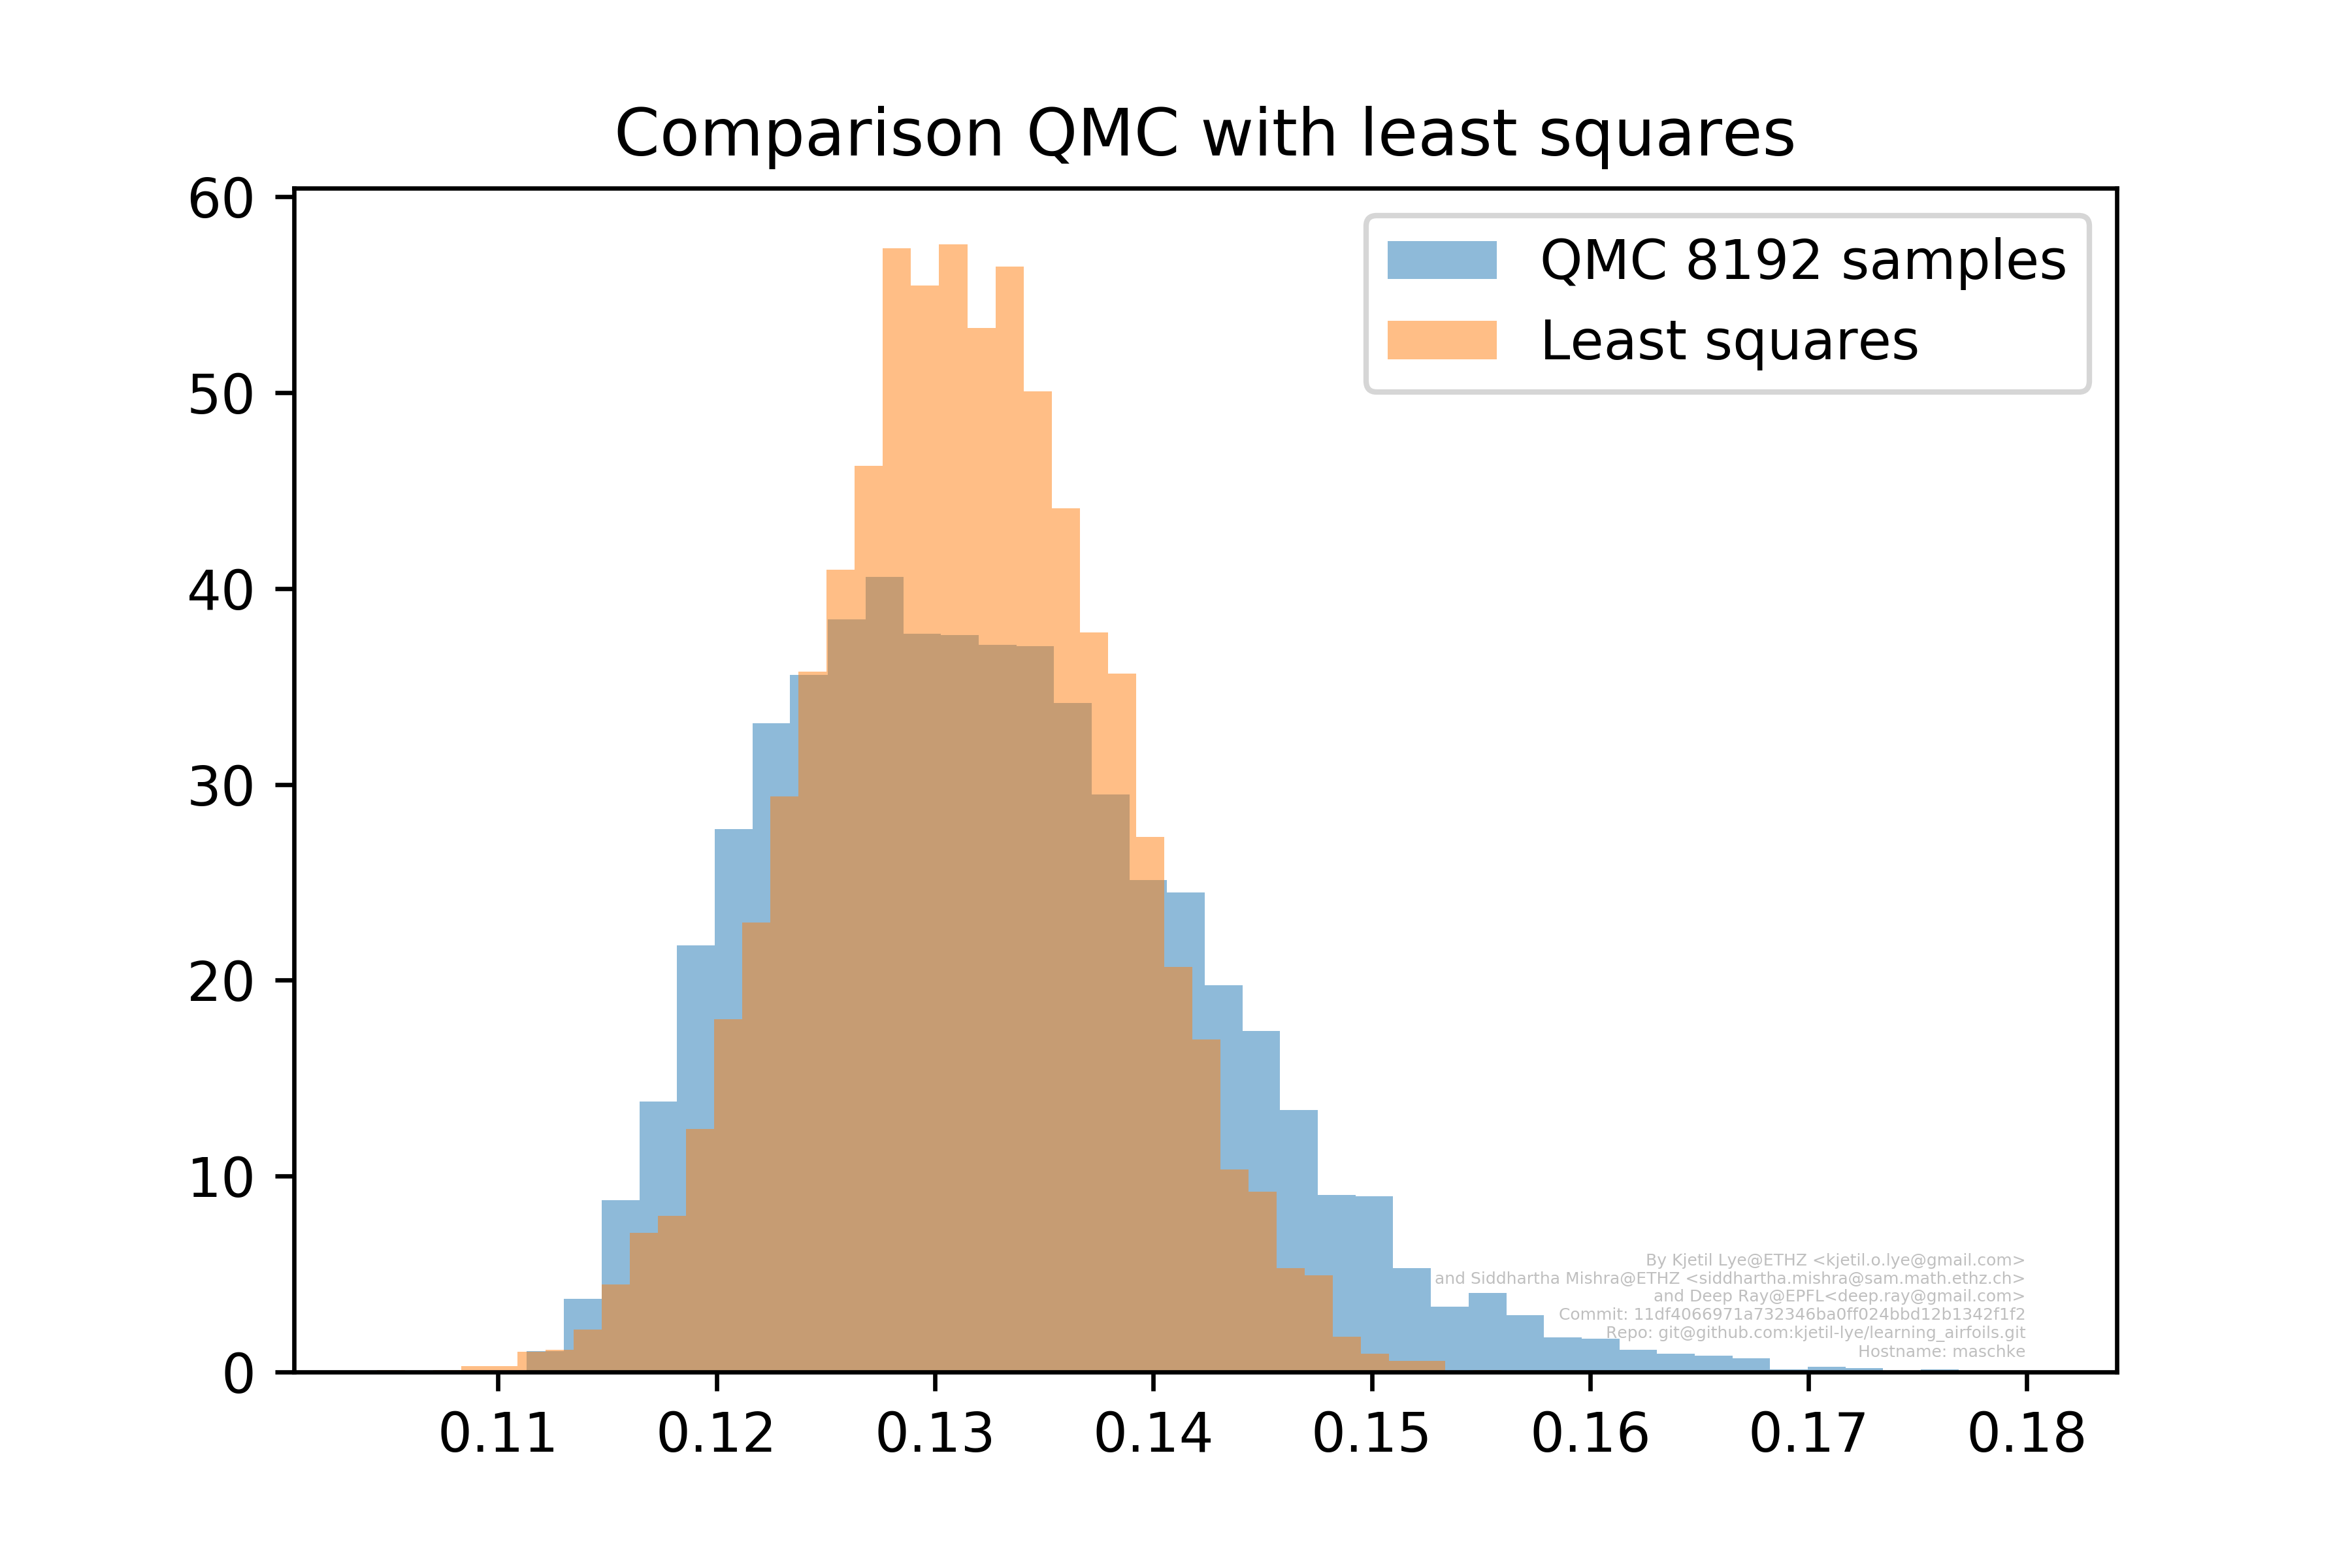 Comparison QMC with least squares
QMC 8192 samples
Least squares
60
50
40
30
20
10
0
0.11 0.12 0.13 0.14 0.15 0.16 0.17 0.18
By Kjetil Lye@ETHZ <kjetil.o.lye@gmail.com>
and Siddhartha Mishra@ETHZ <siddhartha.mishra@sam.math.ethz.ch>
and Deep Ray@EPFL<deep.ray@gmail.com>
Commit: 11df4066971a732346ba0ff024bbd12b1342f1f2
Repo: git@github.com:kjetil-lye/learning_airfoils.git
Hostname: maschke